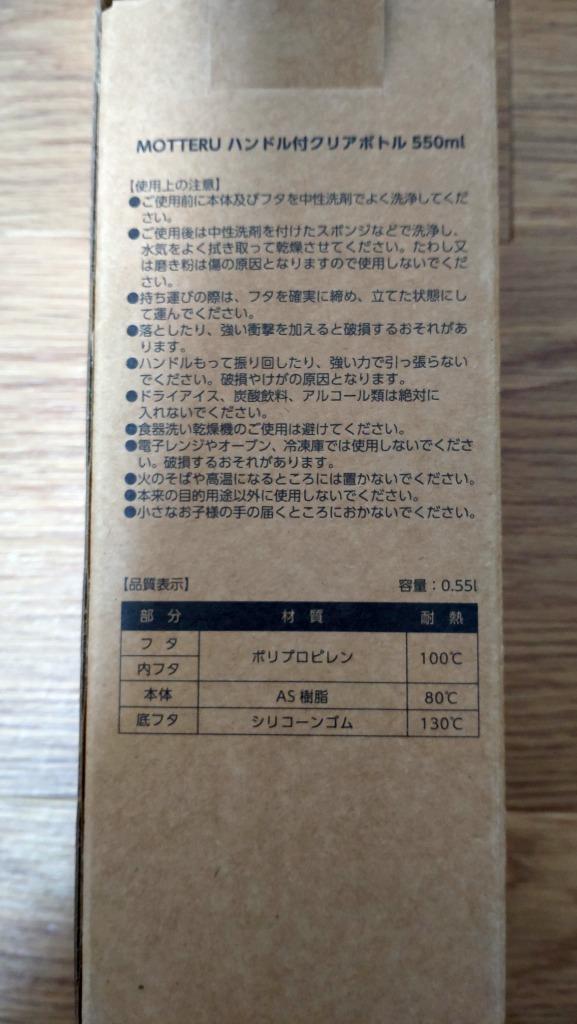 MOTTERU ハンドル付クリアボトル 550ml
【使用上の注意】
●ご使用前に本体及びフタを中性洗剤でよく洗浄してくだ
さい。
●ご使用後は中性洗剤を付けたスポンジなどで洗浄し、
水気をよく拭き取って乾燥させてください。たわし又
は磨き粉は傷の原因となりますので使用しないでくだ
さい。
●持ち運びの際は、フタを確実に締め、立てた状態にし
て運んでください。
●落としたり、強い衝撃を加えると破損するおそれがあ
ります。
●ハンドルもって振り回したり、強い力で引っ張らない
でください。破損やけがの原因となります。
●ドライアイス、炭酸飲料、アルコール類は絶対に
入れないでください。
●食器洗い乾燥機のご使用は避けてください。
●電子レンジやオーブン、冷凍庫では使用しないでくださ
い。破損するおそれがあります。
●火のそばや高温になるところには置かないでください。
●本来の目的用途以外に使用しないでください。
●小さなお子様の手の届くところにおかないでください。
【品質表示】 容量：0.55l
部 分 材 質 耐 熱
フ タ ポリプロピレン 100℃
内フタ
本体 AS樹脂 80℃
底フタ シリコーンゴム 130℃